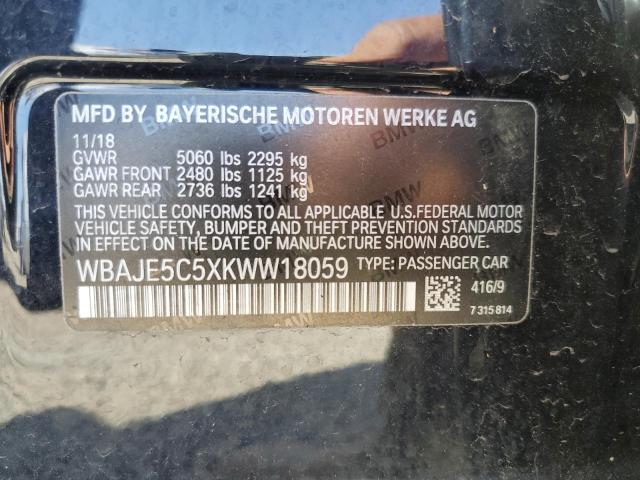 MFD BY BAYERISCHE MOTOREN WERKE AG
11/18
GVWR 5060 lbs 2295 kg
GAWR FRONT 2480 lbs 1125 kg
GAWR REAR 2736 lbs 1241 kg
THIS VEHICLE CONFORMS TO ALL APPLICABLE U.S.FEDERAL MOTOR
VEHICLE SAFETY, BUMPER AND THEFT PREVENTION STANDARDS
IN EFFECT ON THE DATE OF MANUFACTURE SHOWN ABOVE.
WBAJE5C5XKWW18059 TYPE: PASSENGER CAR
416/9
7315814